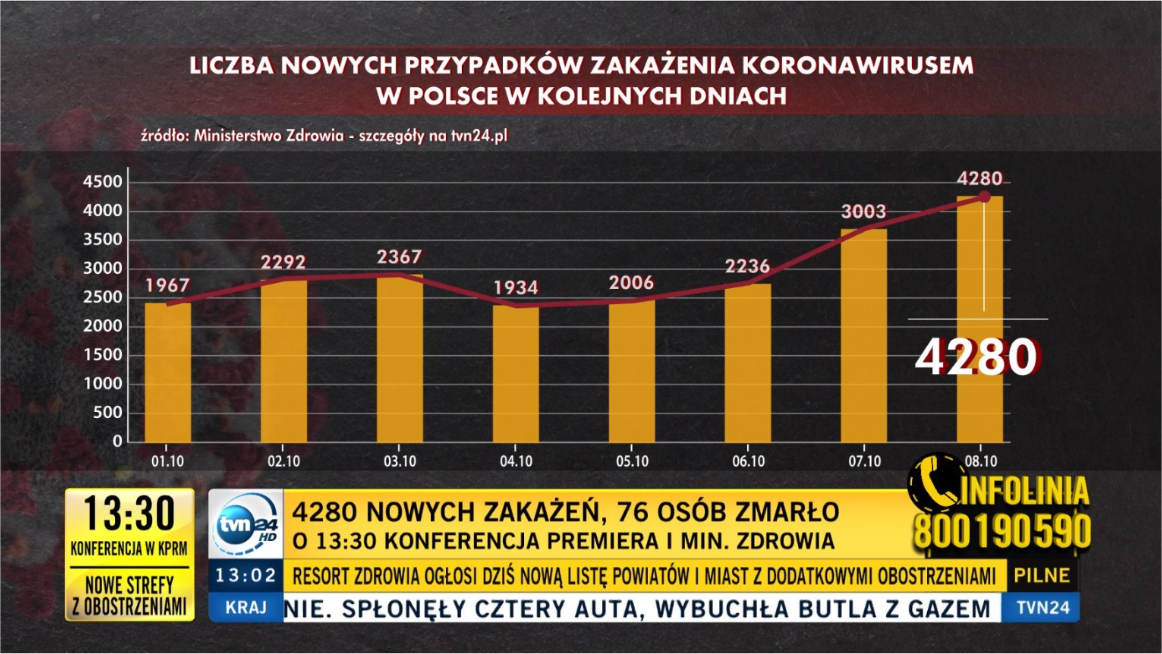 LICZBA NOWYCH PRZYPADKÓW ZAKAŻENIA KORONAWIRUSEM
W POLSCE W KOLEJNYCH DNIACH
źródło: Ministerstwo Zdrowia - szczegóły na tvn24.pl
4500
4000
3500
3000
2500
2000
1500
1000
500
0
1967
2292
2367
1934
2006
2236
3003
4280
4280
01.10
02.10
03.10
04.10
05.10
06.10
07.10
08.10
INFOLINIA
800 190 590
13:30
KONFERENCJA W KPRM
NOWE STREFY
Z OBOSTRZENIAMI
tvn24
HD
4280 NOWYCH ZAKAŻEŃ, 76 OSÓB ZMARŁO
O 13:30 KONFERENCJA PREMIERA I MIN. ZDROWIA
13:02 RESORT ZDROWIA OGŁOSI DZIŚ NOWĄ LISTĘ POWIATÓW I MIAST Z DODATKOWYMI OBOSTRZENIAMI PILNE
KRAJ NIE. SPŁONĘŁY CZTERY AUTA, WYBUCHŁA BUTLA Z GAZEM TVN24